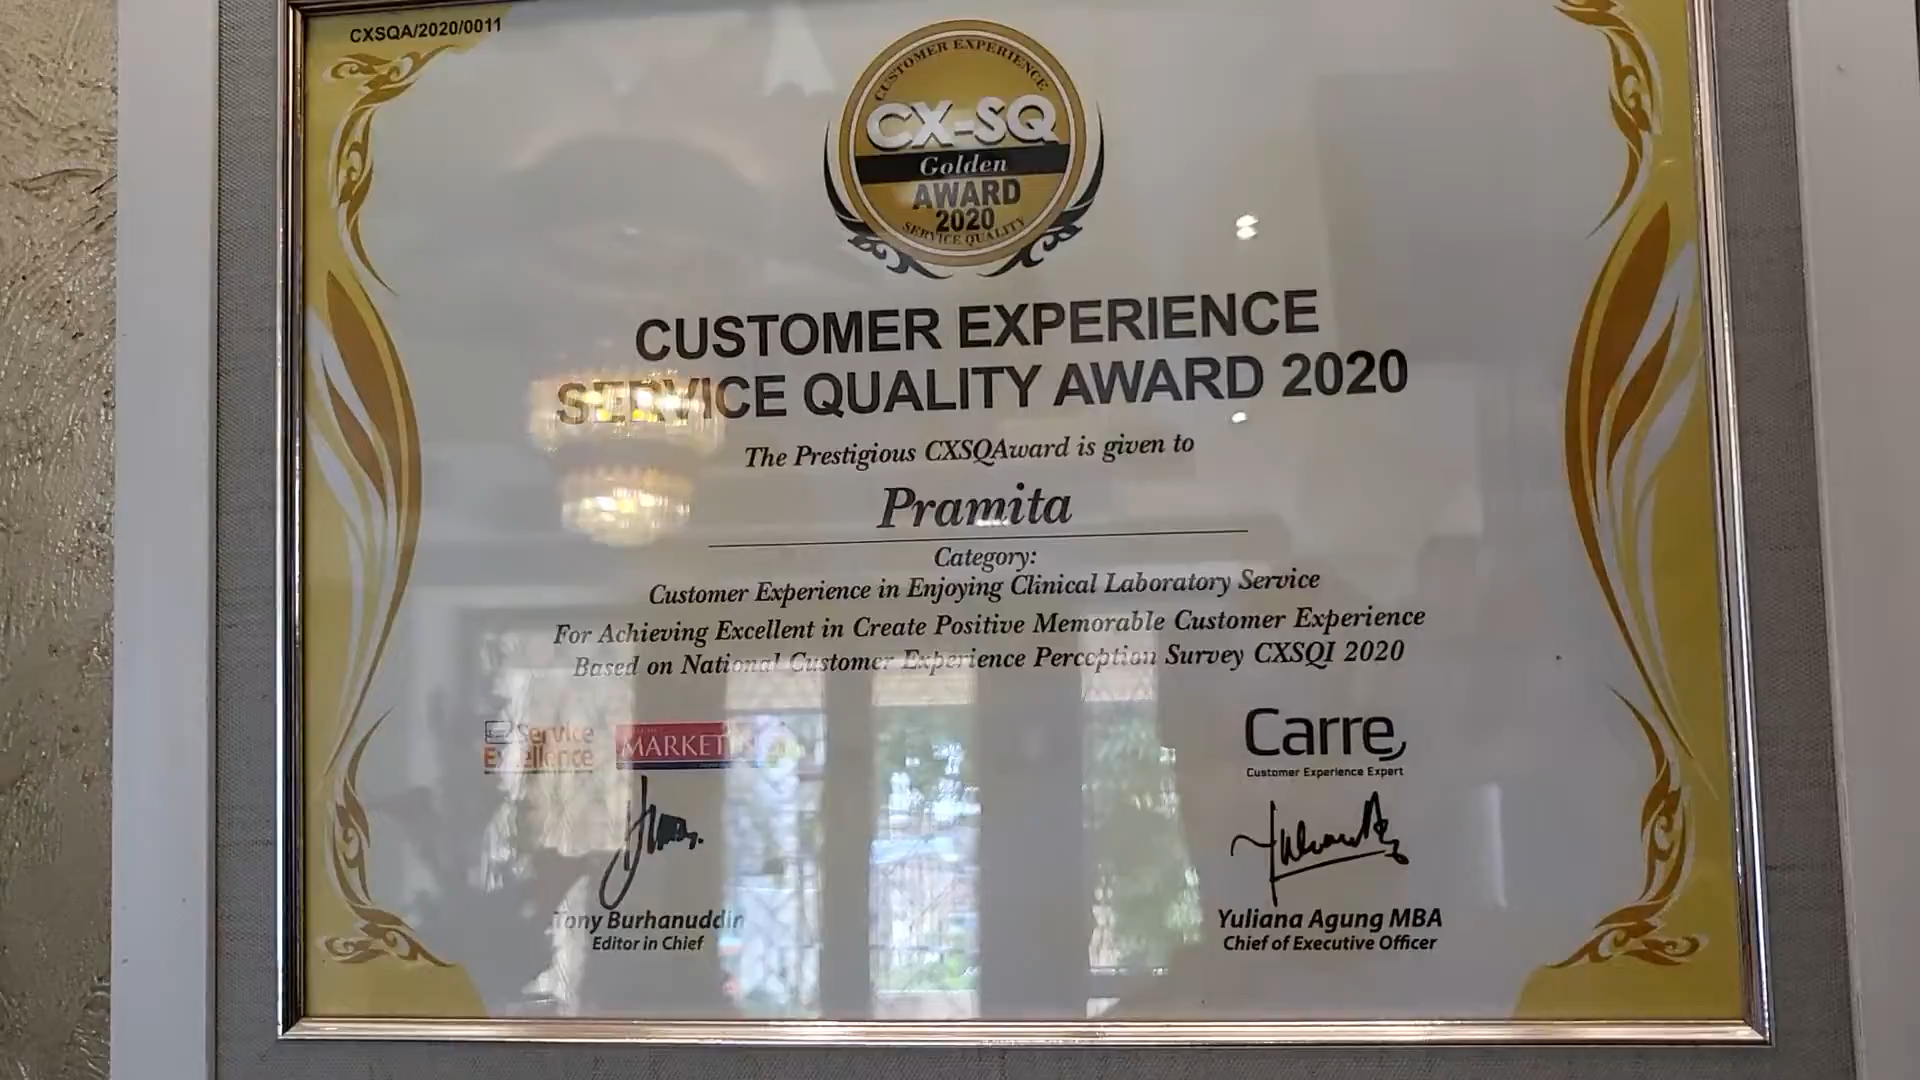 CXSQA/2020/0011
CUSTOMER EXPERIENCE
CX-SQ
Golden
AWARD
2020
SERVICE QUALITY
CUSTOMER EXPERIENCE
SERVICE QUALITY AWARD 2020
The Prestigious CXSQAward is given to
Pramita
Category:
Customer Experience in Enjoying Clinical Laboratory Service
For Achieving Excellent in Create Positive Memorable Customer Experience
Based on National Customer Experience Perception Survey CXSQI 2020
Service
Excellence
MARKETING
Carre
Customer Experience Expert
Tony Burhanuddin
Editor in Chief
Yuliana Agung MBA
Chief of Executive Officer